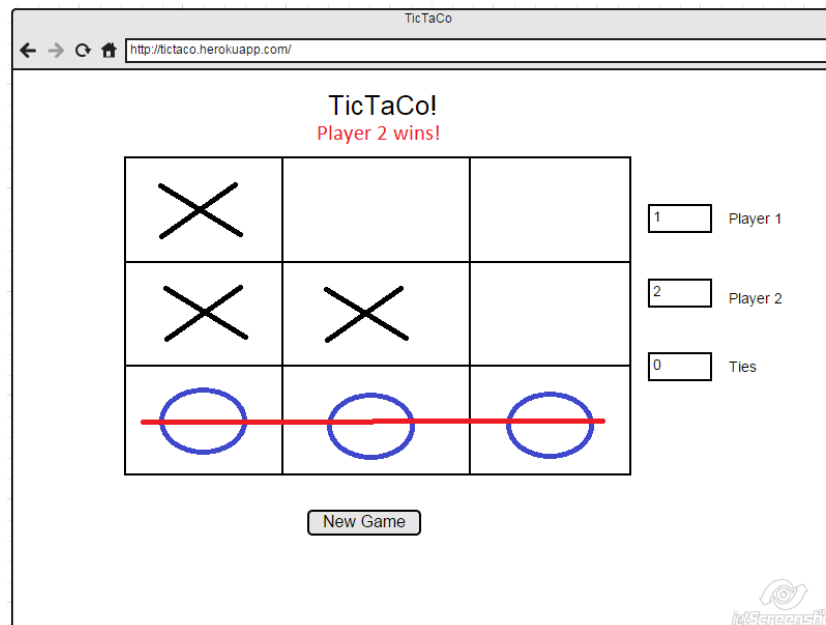 TicTaCo
http://tictaco.herokuapp.com/
TicTaCo!
Player 2 wins!
1 Player 1
2 Player 2
0 Ties
New Game